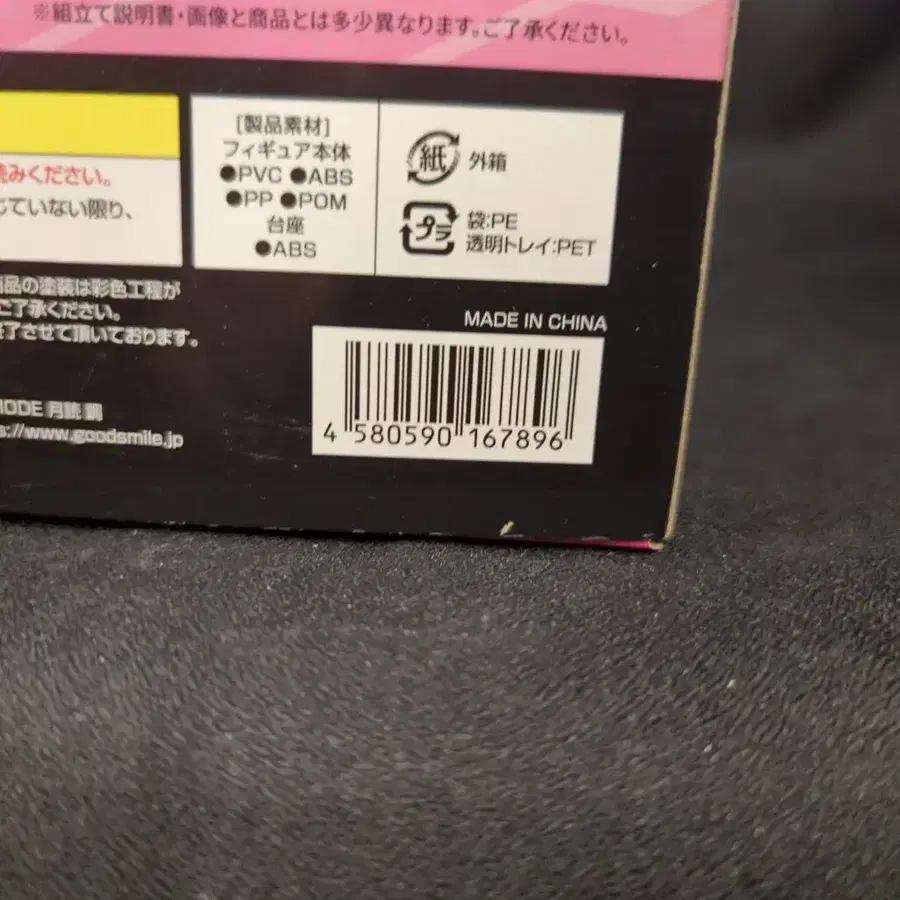 ※組立て説明書・画像と商品とは多少異なります。ご了承ください。
読みください。
じていない限り、
[製品素材]
フィギュア本体
●PVC ●ABS
●PP ●POM
台座
●ABS
紙 外箱
プラ 袋:PE
透明トレイ:PET
商品の塗装は彩色工程が
ご了承ください。
終了させて頂いております。
MADE IN CHINA
MODE 月読 調
s://www.goodsmile.jp
4 580590 167896